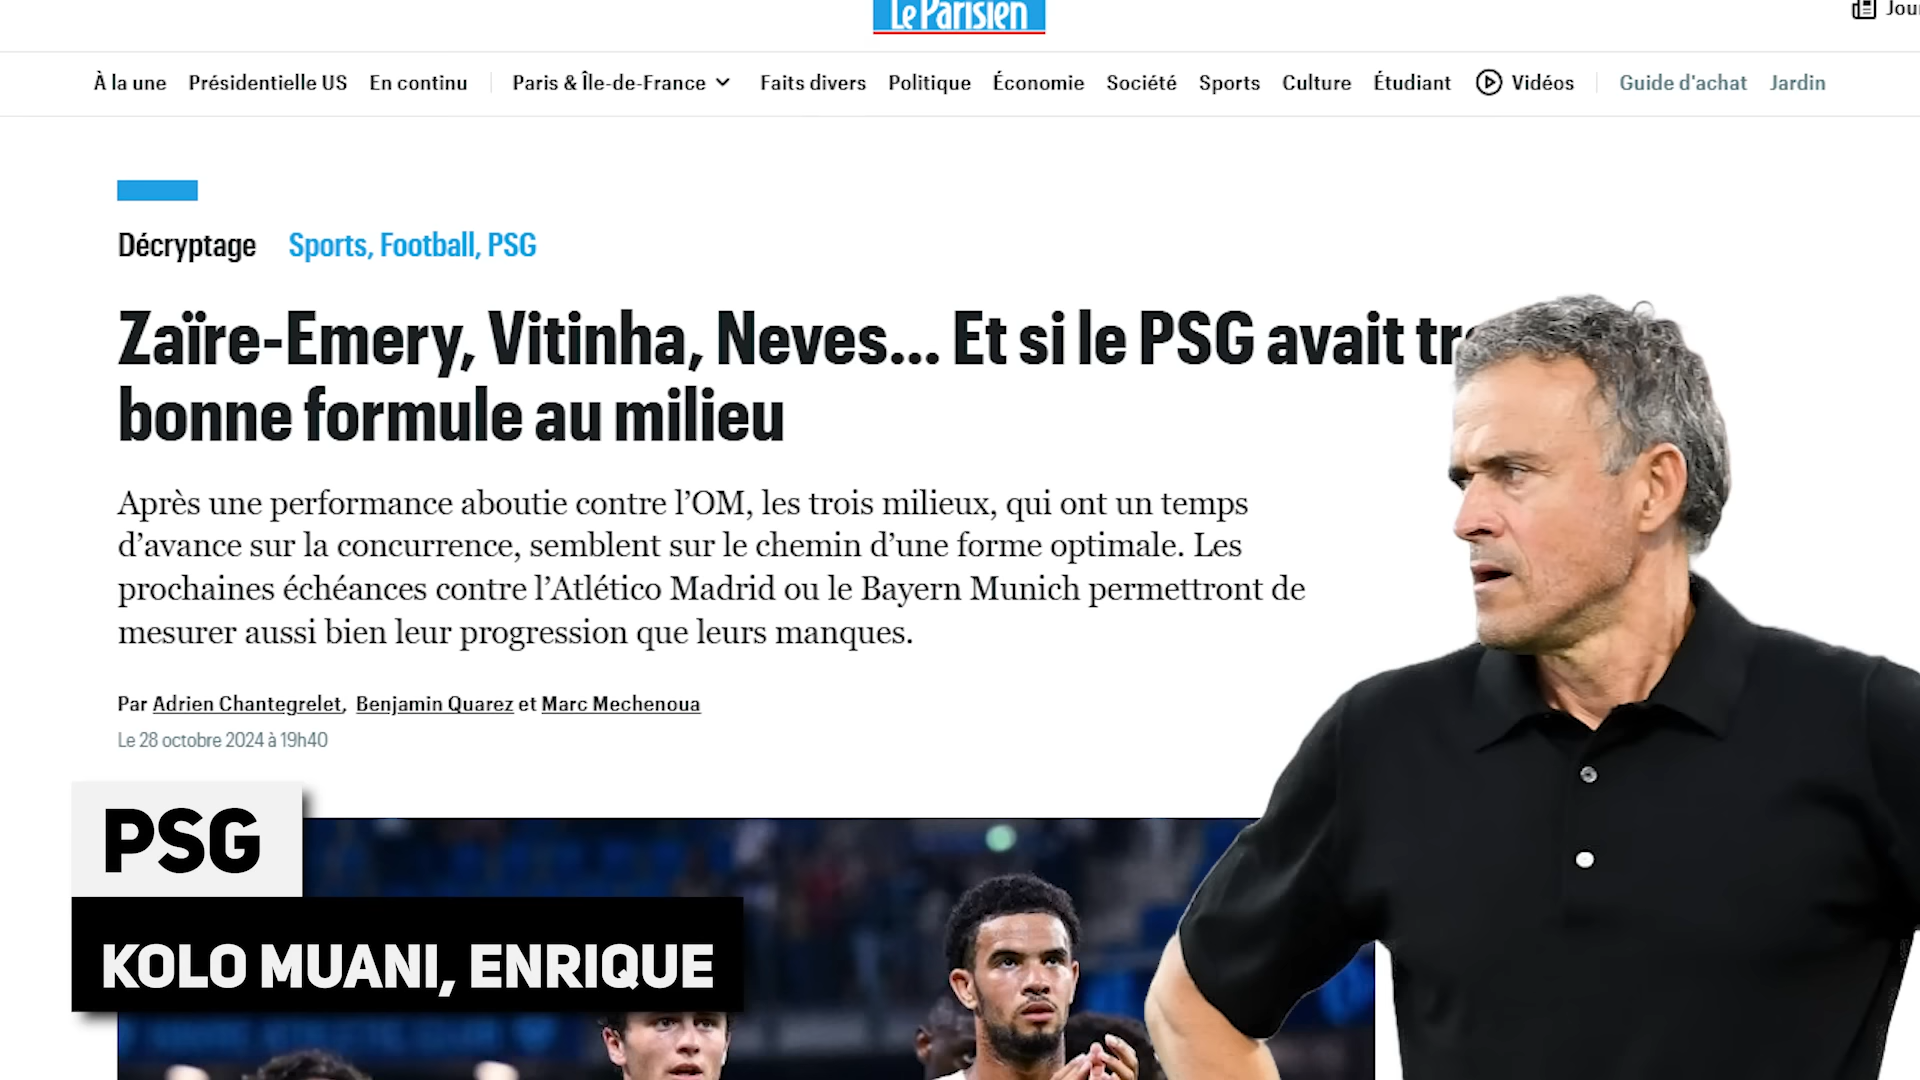 Le Parisien
À la une Présidentielle US En continu Paris & Île-de-France Faits divers Politique Économie Société Sports Culture Étudiant Vidéos Guide d'achat Jardin
Décryptage Sports, Football, PSG
Zaïre-Emery, Vitinha, Neves... Et si le PSG avait
bonne formule au milieu
Après une performance aboutie contre l’OM, les trois milieux, qui ont un temps
d’avance sur la concurrence, semblent sur le chemin d’une forme optimale. Les
prochaines échéances contre l’Atlético Madrid ou le Bayern Munich permettront de
mesurer aussi bien leur progression que leurs manques.
Par Adrien Chantegrelet, Benjamin Quarez et Marc Mechenoua
Le 28 octobre 2024 à 19h40
PSG
KOLO MUANI, ENRIQUE